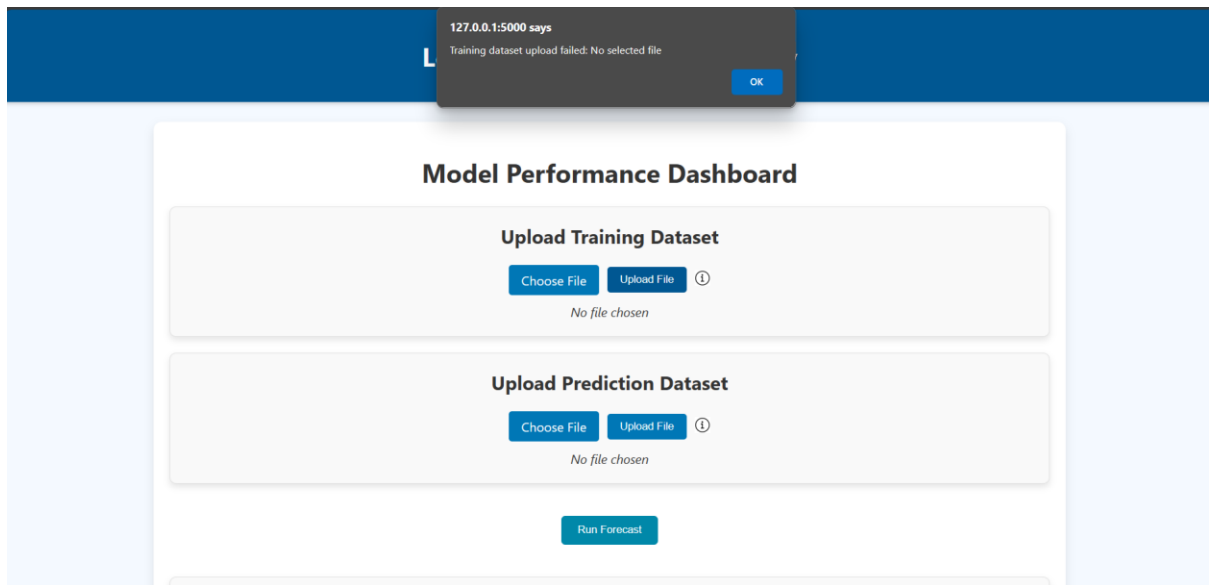 127.0.0.1:5000 says
Training dataset upload failed: No selected file
OK
Model Performance Dashboard
Upload Training Dataset
Choose File Upload File
No file chosen
Upload Prediction Dataset
Choose File Upload File
No file chosen
Run Forecast